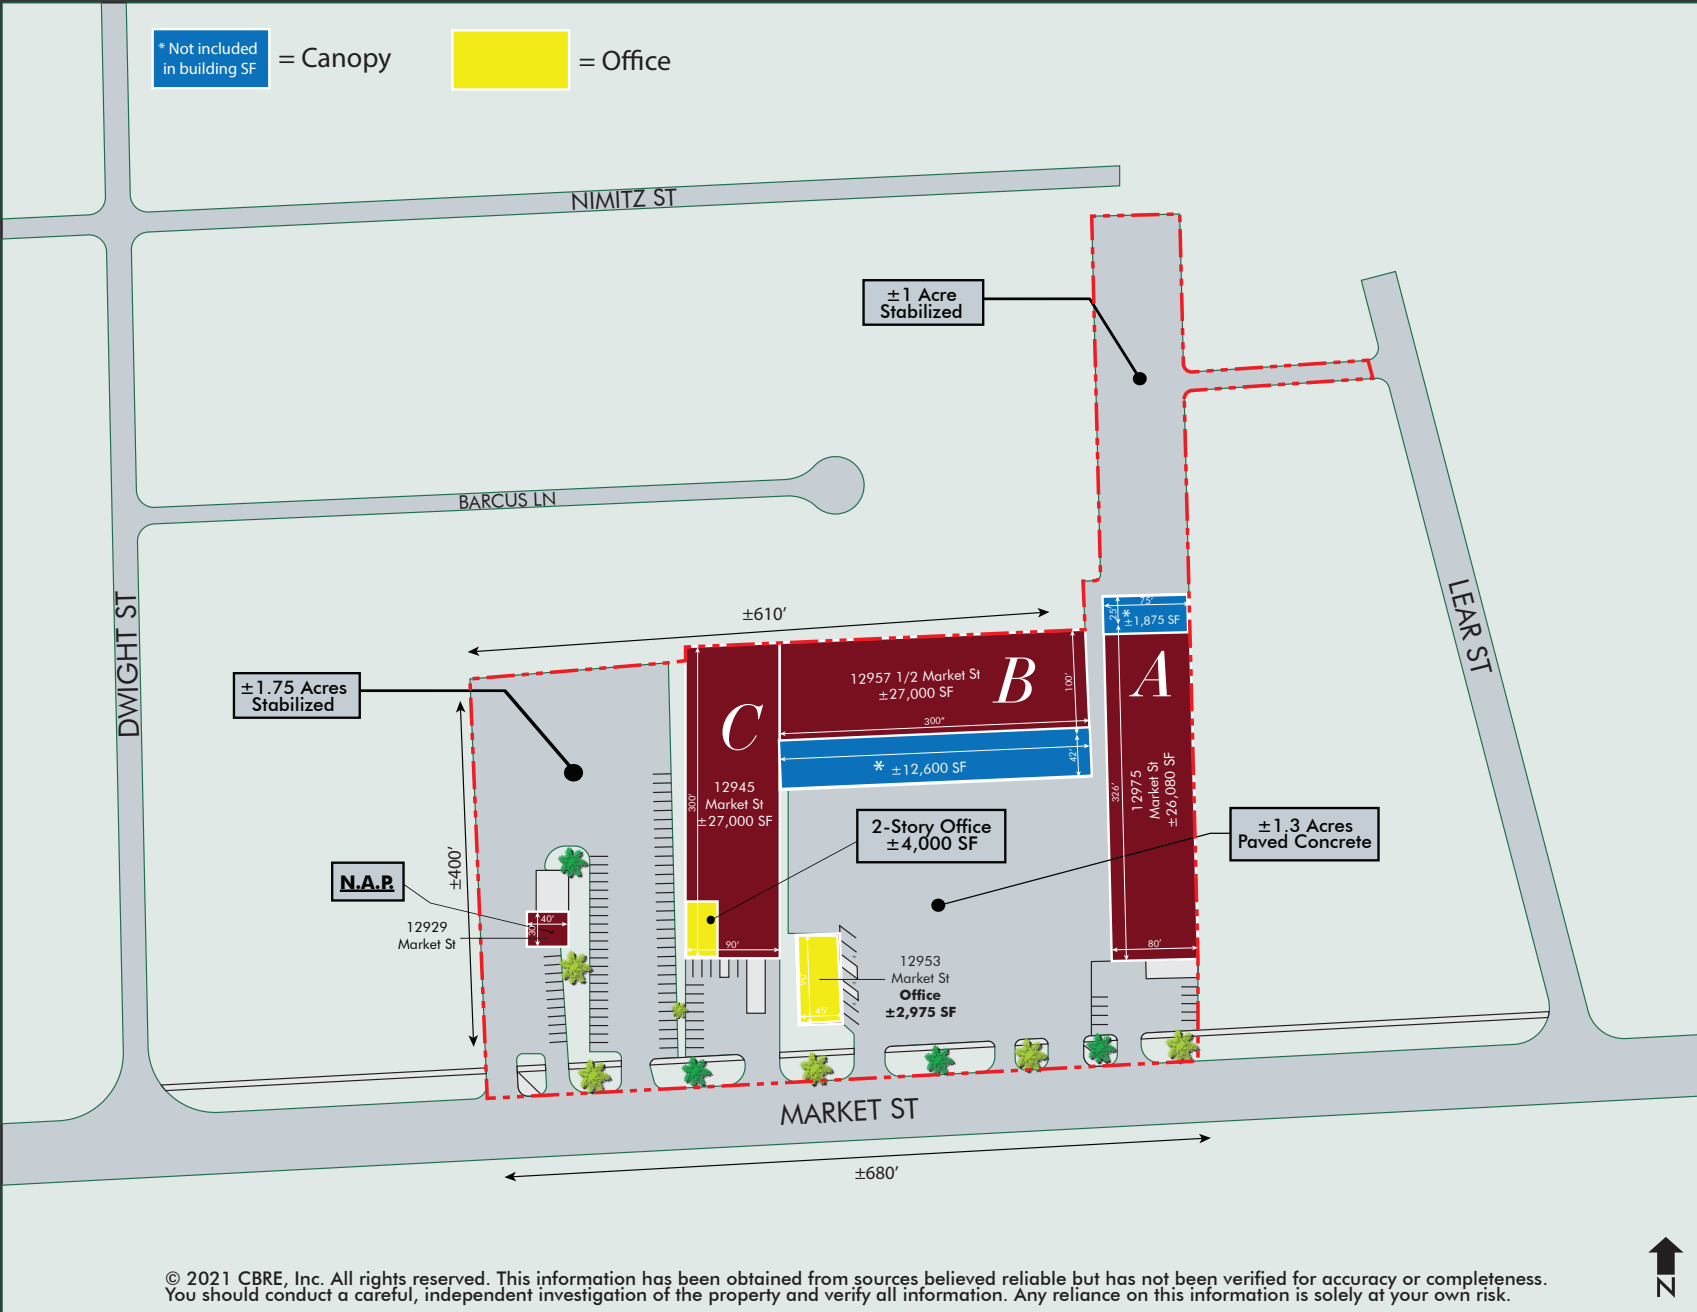 * Not included
in building SF
= Canopy
= Office
NIMITZ ST
±1 Acre
Stabilized
BARCUS LN
DWIGHT ST
LEAR ST
±610’
75’
25’
*
±1,875 SF
±1.75 Acres
Stabilized
12957 1/2 Market St
±27,000 SF
B
100’
300”
A
C
* ±12,600 SF
42’
12945
Market St
±27,000 SF
300’
326’
12975
Market St
±26,080 SF
2-Story Office
±4,000 SF
±1.3 Acres
Paved Concrete
±400’
N.A.P.
12929
Market St
40’
30’
90’
80’
12953
Market St
Office
±2,975 SF
90’
45’
MARKET ST
±680’
N
© 2021 CBRE, Inc. All rights reserved. This information has been obtained from sources believed reliable but has not been verified for accuracy or completeness.
You should conduct a careful, independent investigation of the property and verify all information. Any reliance on this information is solely at your own risk.